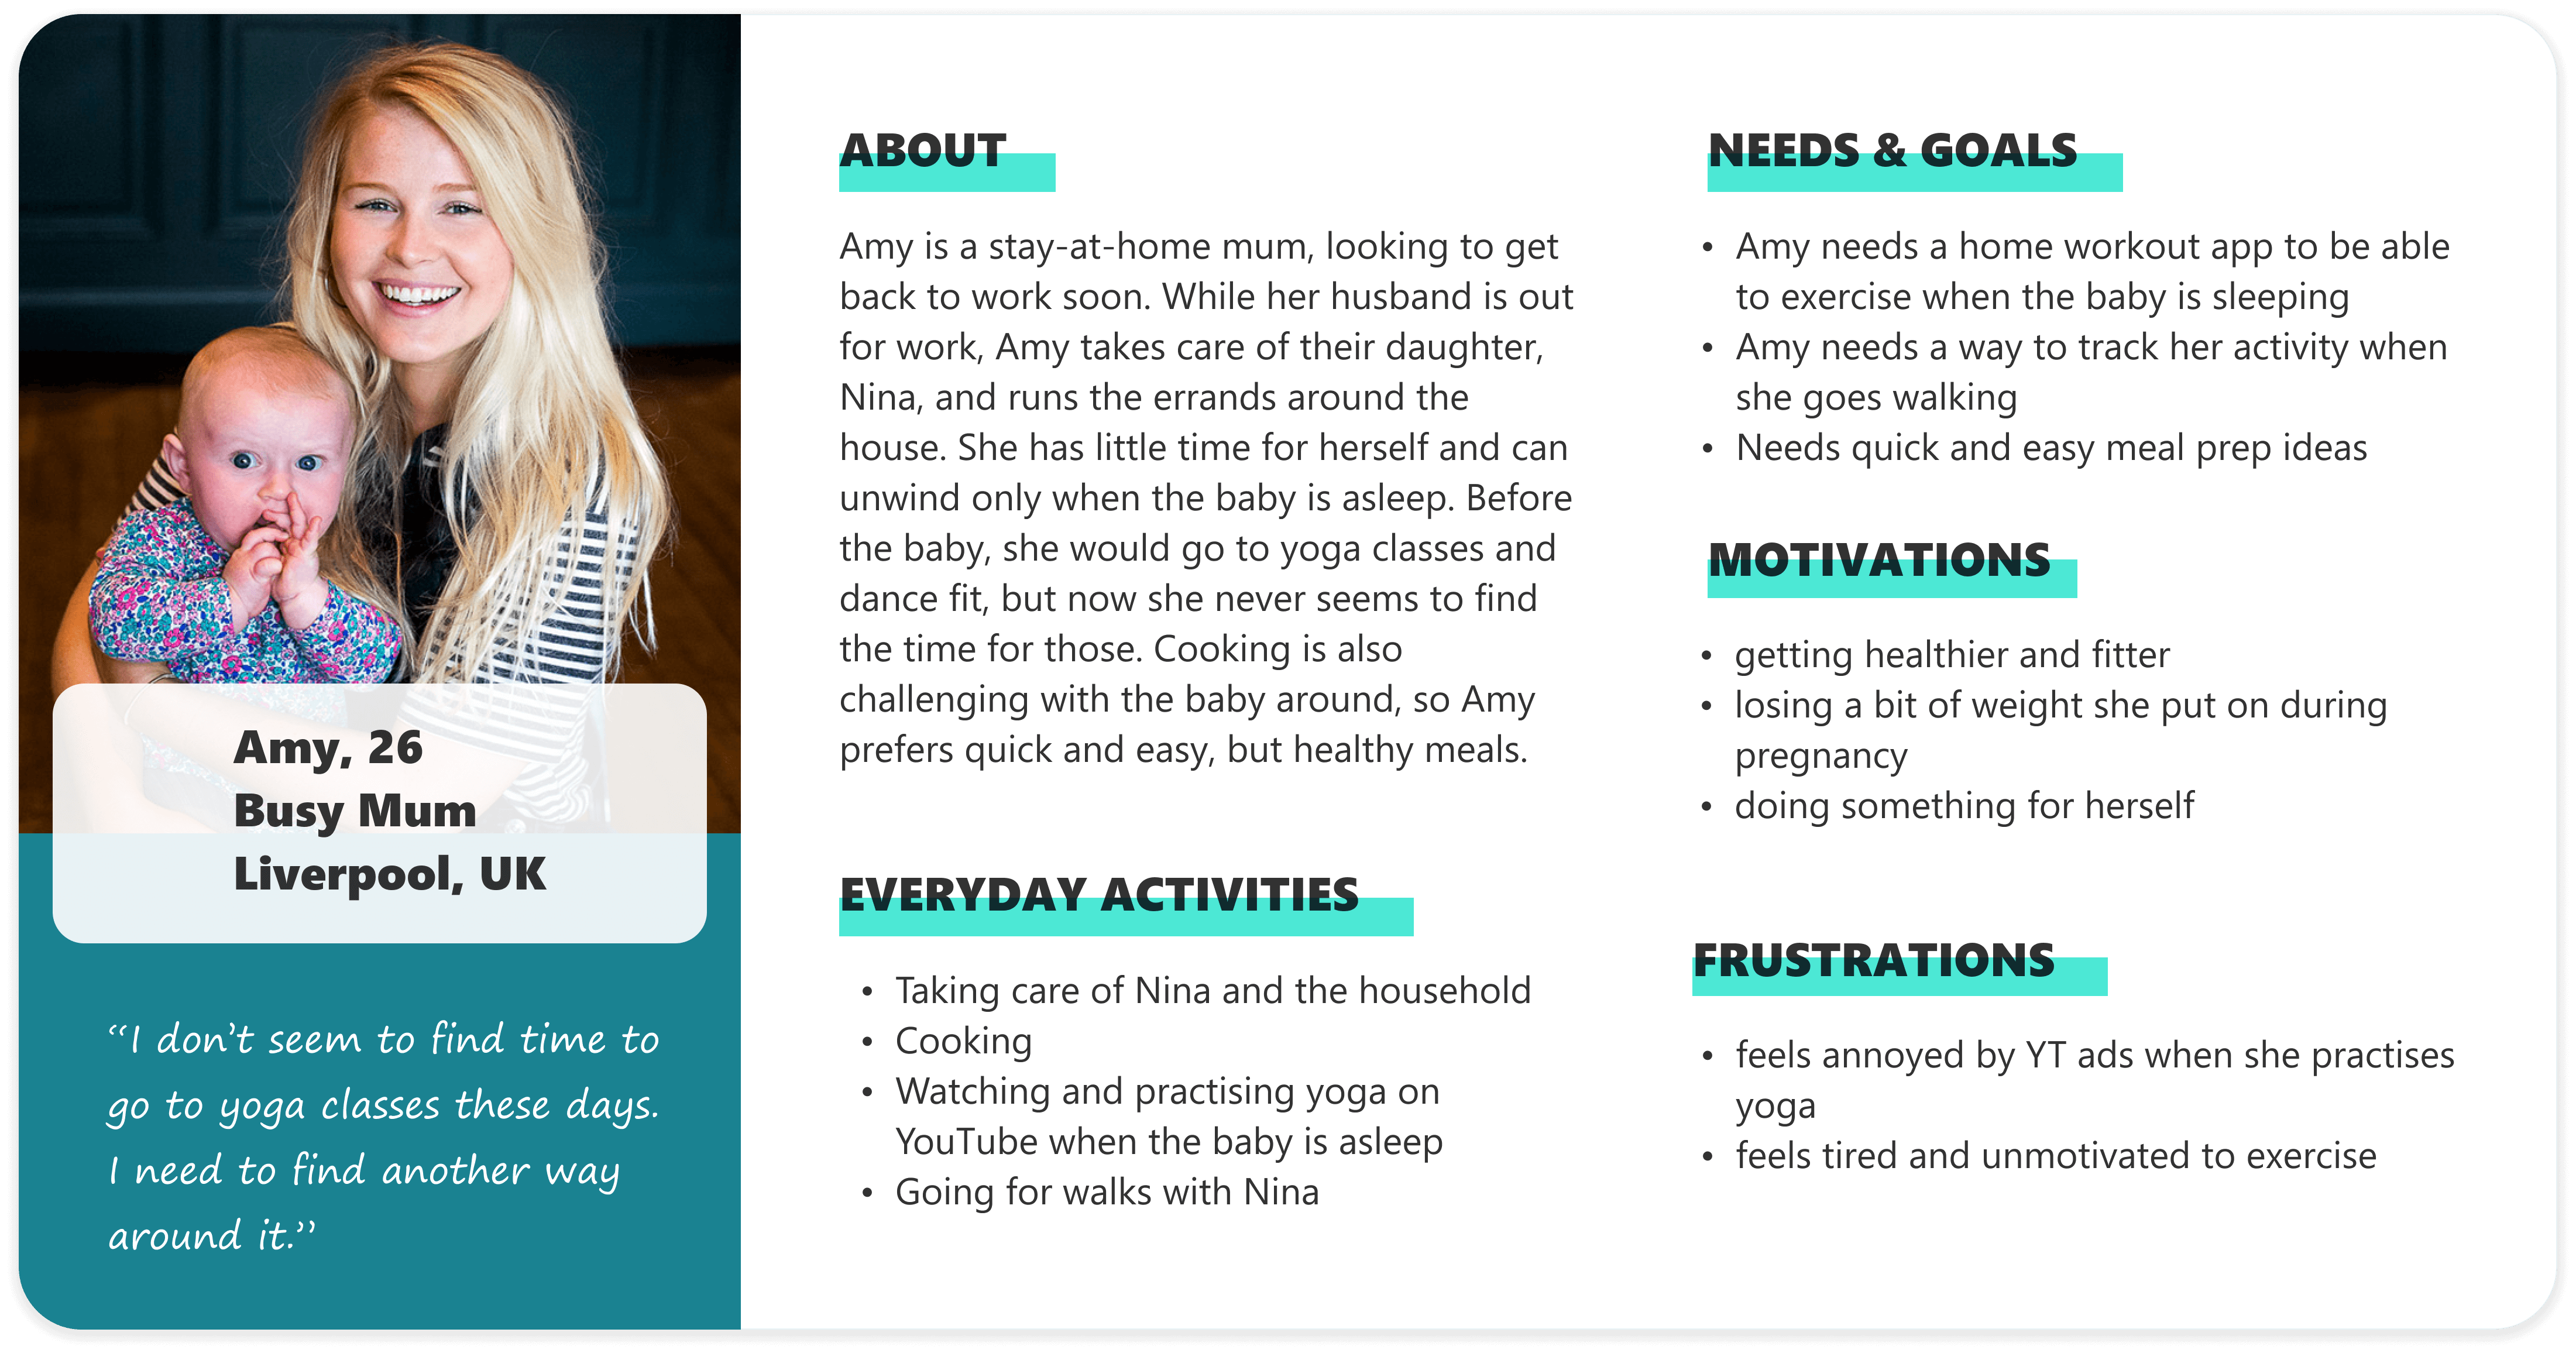 Amy, 26
Busy Mum
Liverpool, UK
“I don’t seem to find time to
go to yoga classes these days.
I need to find another way
around it.”
ABOUT
Amy is a stay-at-home mum, looking to get
back to work soon. While her husband is out
for work, Amy takes care of their daughter,
Nina, and runs the errands around the
house. She has little time for herself and can
unwind only when the baby is asleep. Before
the baby, she would go to yoga classes and
dance fit, but now she never seems to find
the time for those. Cooking is also
challenging with the baby around, so Amy
prefers quick and easy, but healthy meals.
EVERYDAY ACTIVITIES
• Taking care of Nina and the household
• Cooking
• Watching and practising yoga on
YouTube when the baby is asleep
• Going for walks with Nina
NEEDS & GOALS
• Amy needs a home workout app to be able
to exercise when the baby is sleeping
• Amy needs a way to track her activity when
she goes walking
• Needs quick and easy meal prep ideas
MOTIVATIONS
• getting healthier and fitter
• losing a bit of weight she put on during
pregnancy
• doing something for herself
FRUSTRATIONS
• feels annoyed by YT ads when she practises
yoga
• feels tired and unmotivated to exercise